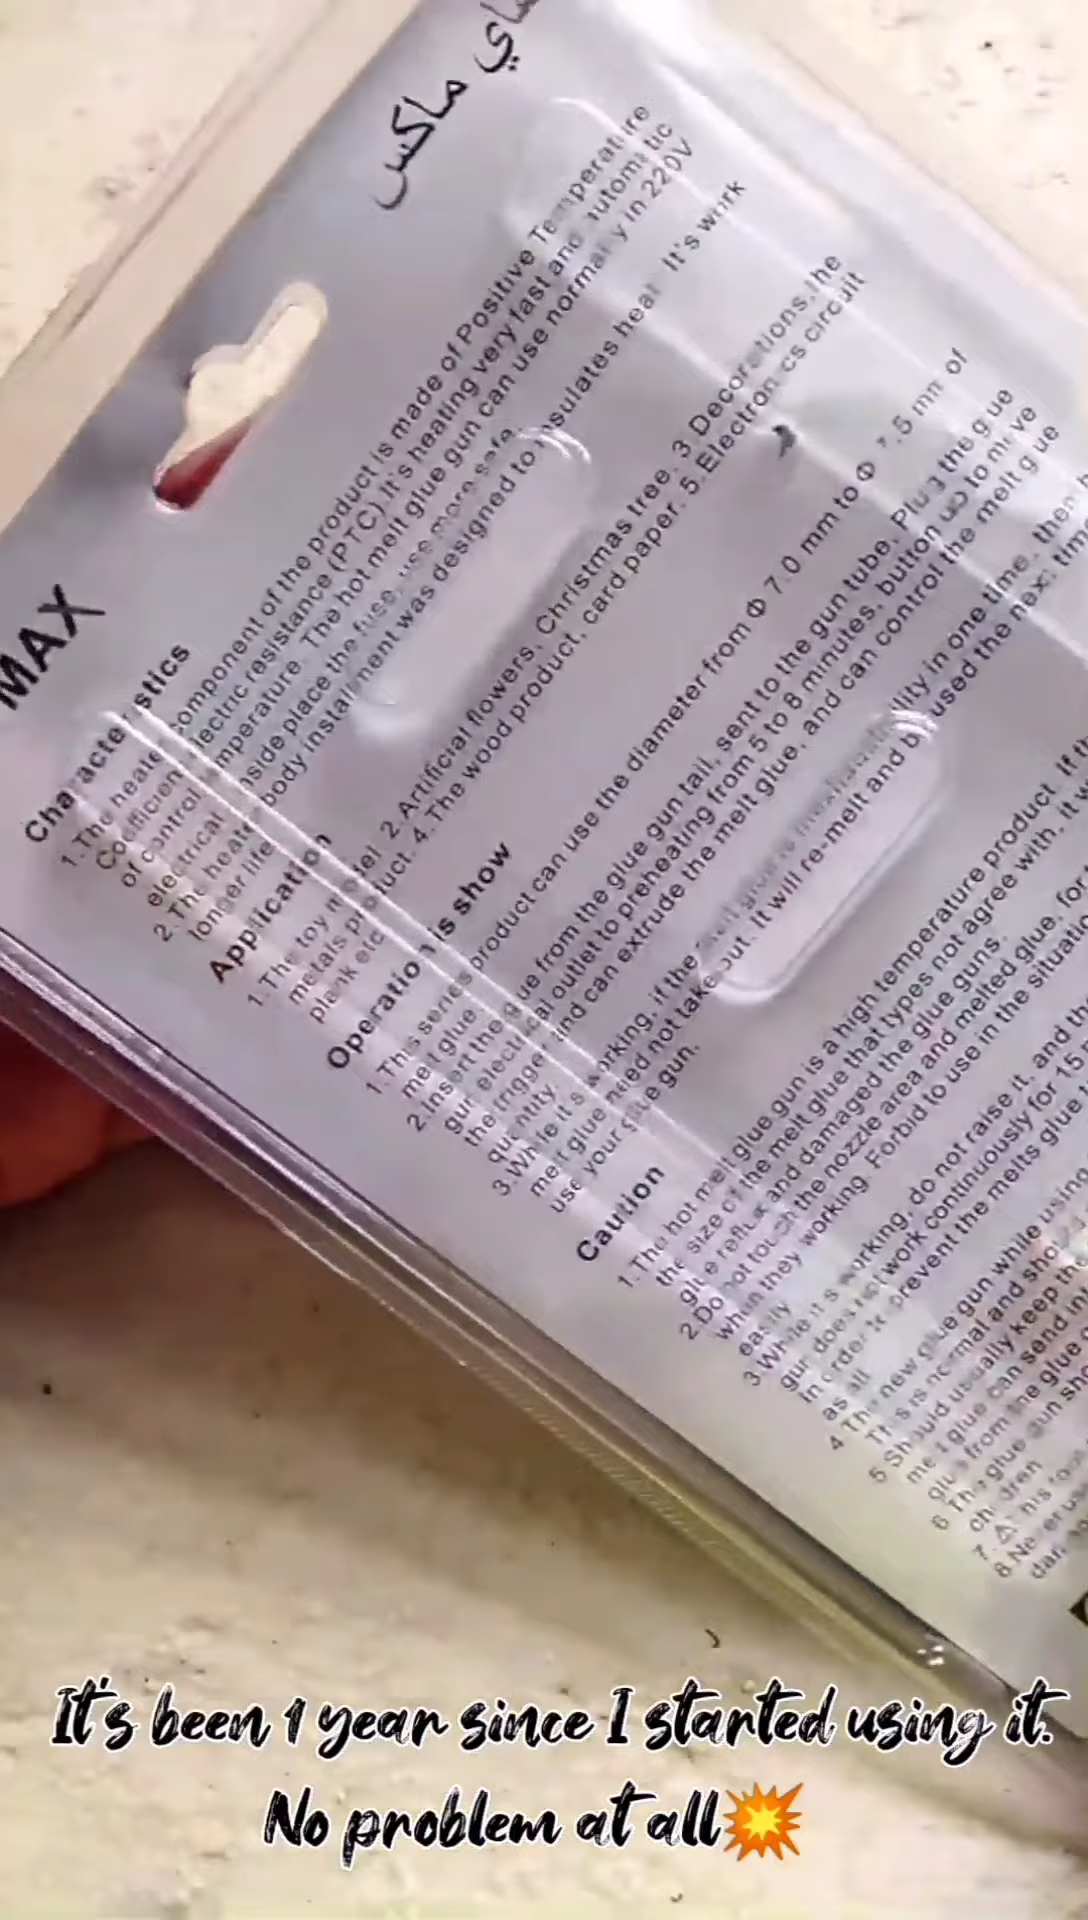 ماكس
MAX
Characteristics
1.The heater component of the product is made of Positive Temperature
Coefficient electric resistance (PTC).It's heating very fast and automatic
or control temperature. The hot melt glue gun can use normally in 220V
electrical inside place the fuse, use more safe
2.The heater body installment was designed to insulates heat It's work
longer life
Application
1.The toy model 2.Artificial flowers, Christmas tree. 3.Decorations,the
metals product. 4.The wood product, card,paper. 5.Electronics circuit
plank etc
Operation is show
1.This series product can use the diameter from Φ 7.0 mm to Φ 7.5 mm of
melt glue
2.Insert the glue from the glue gun tail, sent to the gun tube. Plug the glue
gun electrical outlet to preheating from 5 to 8 minutes, button up to move
the trigger and can extrude the melt glue, and can control the melt glue
quantity
3.While it's working, if the melt glue is in one time, then
melt glue need not take out. It will re-melt and be used the next time
use your glue gun.
Caution
1.The hot melt glue gun is a high temperature product. If the
the size of the melt glue that types not agree with, it
glue reflux and damaged the glue guns.
2.Do not touch the nozzle area and melted glue, for
when they working. Forbid to use in the
easily
3.While it's working, do not raise it, and the
gun does not work continuously for 15
In order to prevent the melts glue
as all
4 The new glue gun while using
This is normal and
5 Should usually keep the
melt glue can send in
glue from the glue
6 The glue gun
children
7. This
8.Never
It's been 1 year since I started using it.
No problem at all💥